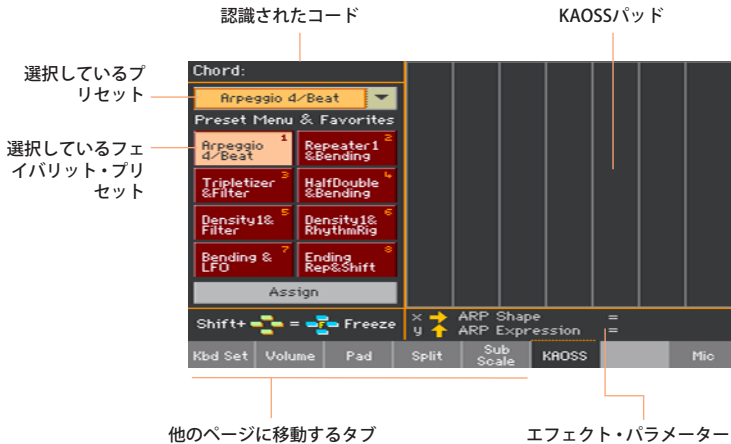 認識されたコード
KAOSSパッド
選択しているプ
リセット
選択しているフェ
イバリット・プリ
セット
Chord:
Arpeggio 4/Beat
Preset Menu & Favorites
Arpeggio 1
4/Beat
Repeater1 2
&Bending
Tripletizer 3
&Filter
HalfDouble 4
&Bending
Density1& 5
Filter
Density1& 6
RhythmRig
Bending & 7
LFO
Ending 8
Rep&Shift
Assign
Shift+ = F Freeze
x ARP Shape =
y ARP Expression =
Kbd Set Volume Pad Split Sub Scale KAOSS Mic
他のページに移動するタブ
エフェクト・パラメーター